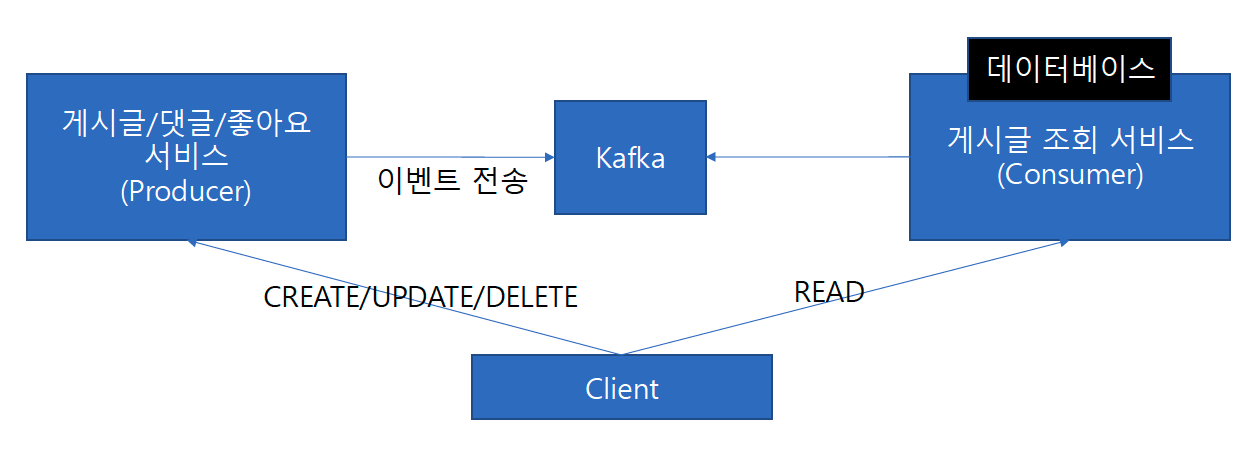 데이터베이스
게시글/댓글/좋아요
서비스
(Producer)
이벤트 전송
Kafka
게시글 조회 서비스
(Consumer)
CREATE/UPDATE/DELETE
READ
Client